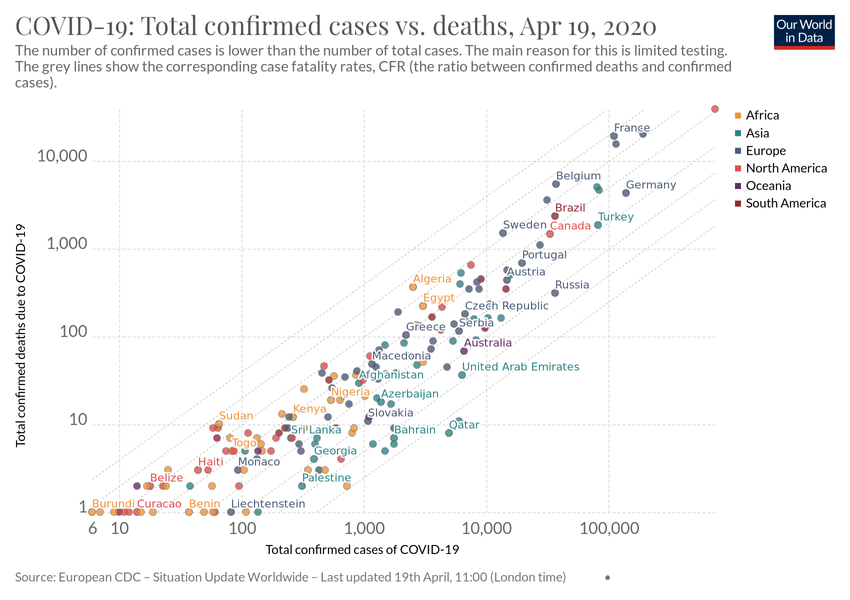 COVID-19: Total confirmed cases vs. deaths, Apr 19, 2020
Our World
in Data
The number of confirmed cases is lower than the number of total cases. The main reason for this is limited testing.
The grey lines show the corresponding case fatality rates, CFR (the ratio between confirmed deaths and confirmed
cases).
Africa
Asia
Europe
North America
Oceania
South America
Total confirmed deaths due to COVID-19
10,000
1,000
100
10
1
France
Belgium
Germany
Brazil
Turkey
Sweden
Canada
Portugal
Austria
Algeria
Russia
Egypt
Czech Republic
Greece
Serbia
Australia
Macedonia
United Arab Emirates
Afghanistan
Nigeria
Azerbaijan
Kenya
Slovakia
Sudan
Sri Lanka
Bahrain
Qatar
Togo
Georgia
Haiti
Monaco
Belize
Palestine
Burundi
Curacao
Benin
Liechtenstein
6
10
100
1,000
10,000
100,000
Total confirmed cases of COVID-19
Source: European CDC – Situation Update Worldwide – Last updated 19th April, 11:00 (London time)